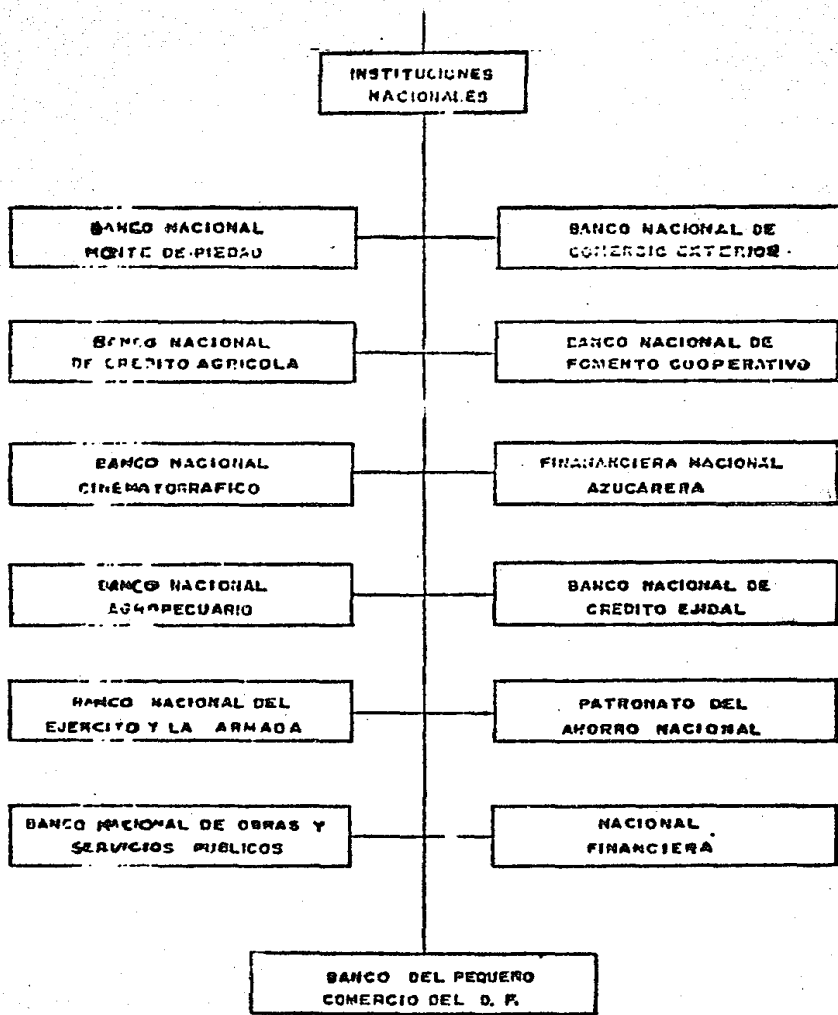 INSTITUCIONES
NACIONALES
BANCO NACIONAL
MONTE DE PIEDAD
BANCO NACIONAL DE
COMERCIO EXTERIOR
BANCO NACIONAL
DE CREDITO AGRICOLA
BANCO NACIONAL DE
FOMENTO COOPERATIVO
BANCO NACIONAL
CINEMATOGRAFICO
FINANANCIERA NACIONAL
AZUCARERA
BANCO NACIONAL
AGROPECUARIO
BANCO NACIONAL DE
CREDITO EJIDAL
BANCO NACIONAL DEL
EJERCITO Y LA ARMADA
PATRONATO DEL
AHORRO NACIONAL
BANCO NACIONAL DE OBRAS Y
SERVICIOS PUBLICOS
NACIONAL
FINANCIERA
BANCO DEL PEQUEÑO
COMERCIO DEL D. F.